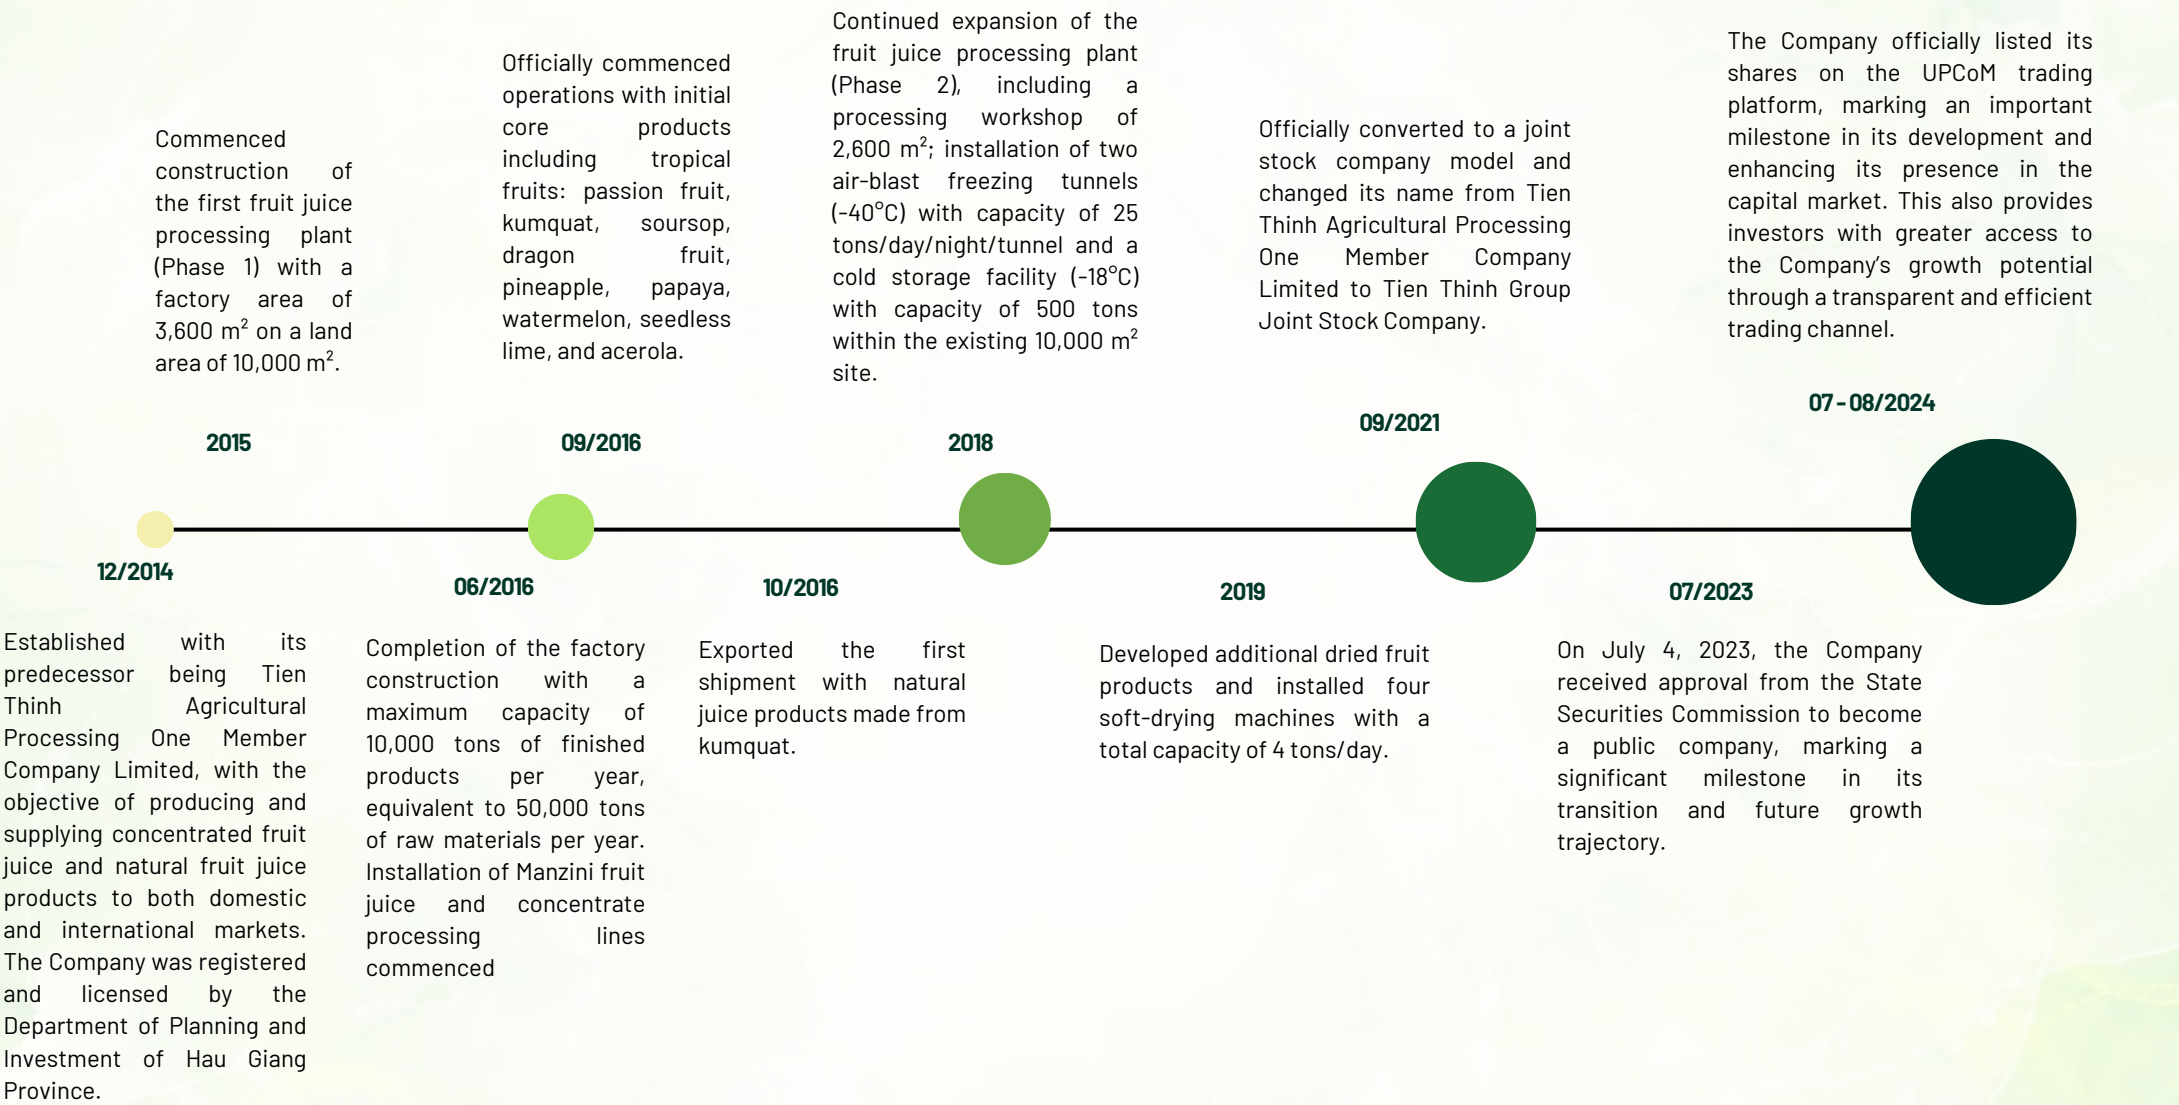 Commenced
construction of
the first fruit juice
processing plant
(Phase 1) with a
factory area of
3,600 m² on a land
area of 10,000 m².
2015
Officially commenced
operations with initial
core products
including tropical
fruits: passion fruit,
kumquat, soursop,
dragon fruit,
pineapple, papaya,
watermelon, seedless
lime, and acerola.
09/2016
Continued expansion of the
fruit juice processing plant
(Phase 2), including a
processing workshop of
2,600 m²; installation of two
air-blast freezing tunnels
(-40°C) with capacity of 25
tons/day/night/tunnel and a
cold storage facility (-18°C)
with capacity of 500 tons
within the existing 10,000 m²
site.
2018
Officially converted to a joint
stock company model and
changed its name from Tien
Thinh Agricultural Processing
One Member Company
Limited to Tien Thinh Group
Joint Stock Company.
09/2021
The Company officially listed its
shares on the UPCoM trading
platform, marking an important
milestone in its development and
enhancing its presence in the
capital market. This also provides
investors with greater access to
the Company’s growth potential
through a transparent and efficient
trading channel.
07 - 08/2024
12/2014
Established with its
predecessor being Tien
Thinh Agricultural
Processing One Member
Company Limited, with the
objective of producing and
supplying concentrated fruit
juice and natural fruit juice
products to both domestic
and international markets.
The Company was registered
and licensed by the
Department of Planning and
Investment of Hau Giang
Province.
06/2016
Completion of the factory
construction with a
maximum capacity of
10,000 tons of finished
products per year,
equivalent to 50,000 tons
of raw materials per year.
Installation of Manzini fruit
juice and concentrate
processing lines
commenced
10/2016
Exported the first
shipment with natural
juice products made from
kumquat.
2019
Developed additional dried fruit
products and installed four
soft-drying machines with a
total capacity of 4 tons/day.
07/2023
On July 4, 2023, the Company
received approval from the State
Securities Commission to become
a public company, marking a
significant milestone in its
transition and future growth
trajectory.